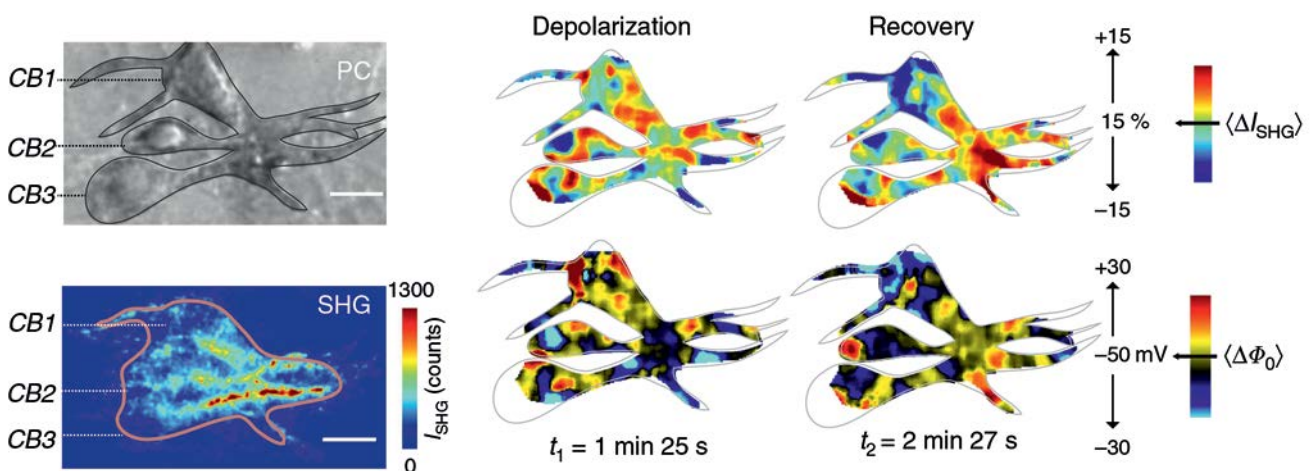 Depolarization
Recovery
CB1
PC
CB2
CB3
+15
15 %
–15
⟨ΔI_SHG⟩
CB1
SHG
CB2
CB3
1300
I_SHG (counts)
0
+30
–50 mV
–30
⟨ΔΦ_0⟩
t_1 = 1 min 25 s
t_2 = 2 min 27 s